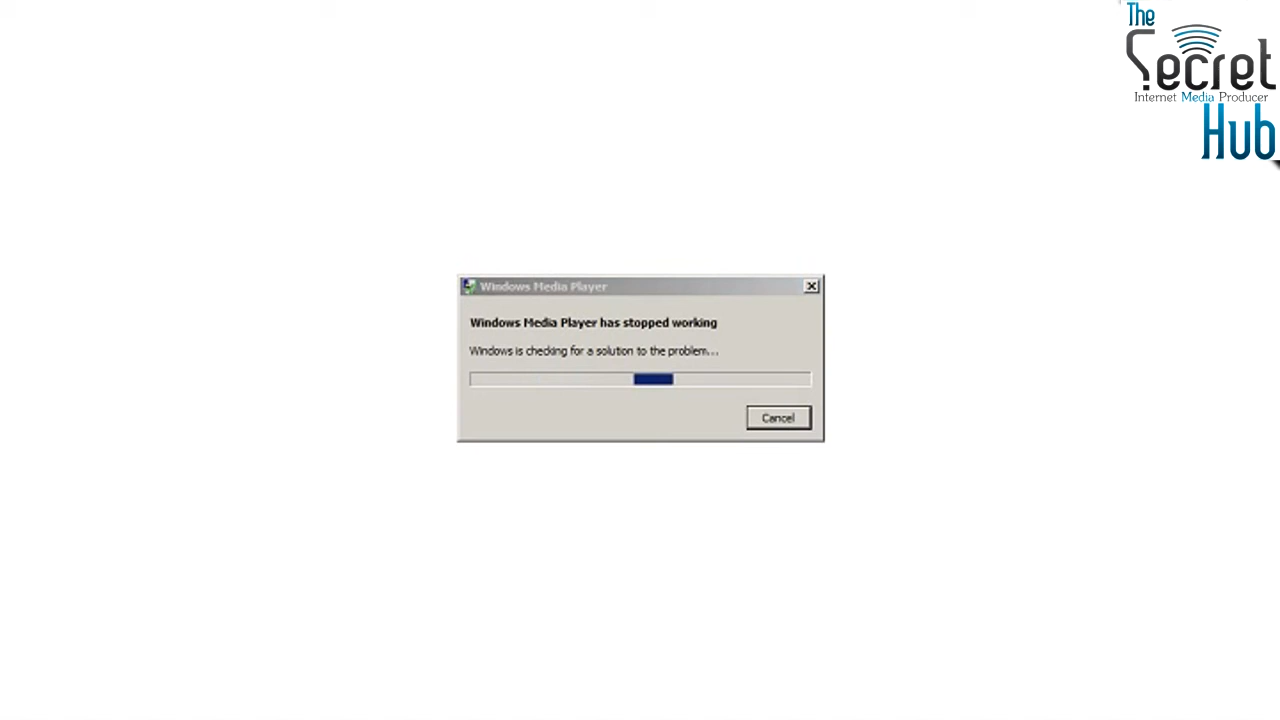 The
Secret
Internet Media Producer
Hub
Windows Media Player
Windows Media Player has stopped working
Windows is checking for a solution to the problem...
Cancel